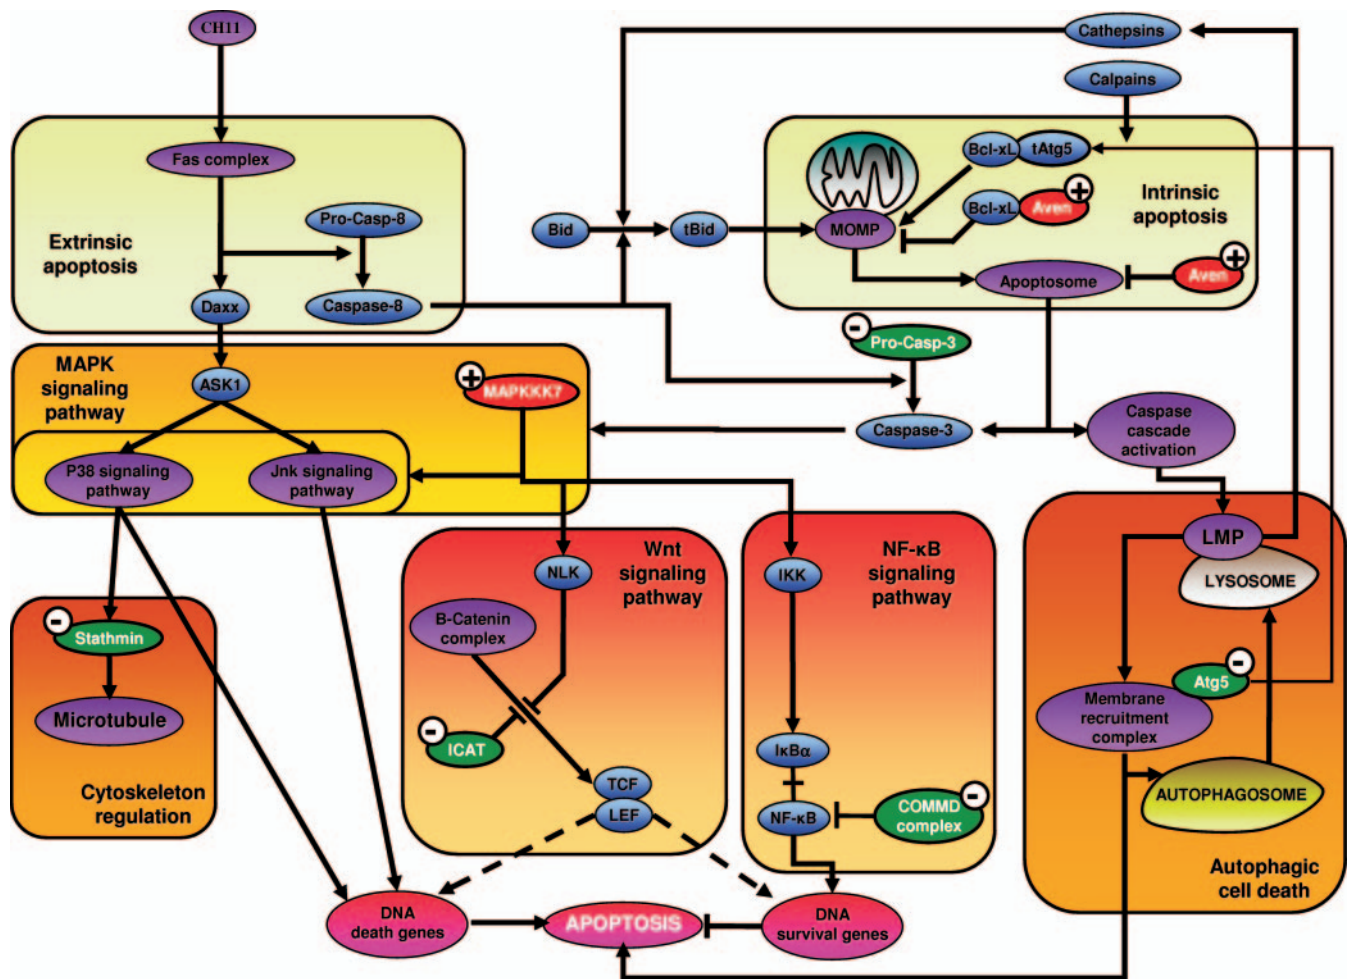 CH11
Cathepsins
Calpains
Fas complex
Pro-Casp-8
Extrinsic
apoptosis
Daxx
Caspase-8
Bid
tBid
Bcl-xL
tAtg5
Bcl-xL
Aven
+
MOMP
Intrinsic
apoptosis
Apoptosome
Aven
+
MAPK
signaling
pathway
ASK1
+
MAPKKK7
P38 signaling
pathway
Jnk signaling
pathway
-
Pro-Casp-3
Caspase-3
Caspase
cascade
activation
Wnt
signaling
pathway
NLK
B-Catenin
complex
-
ICAT
TCF
LEF
NF-κB
signaling
pathway
IKK
IκBα
NF-κB
COMMD
complex
-
LMP
LYSOSOME
Atg5
-
Membrane
recruitment
complex
AUTOPHAGOSOME
Autophagic
cell death
-
Stathmin
Microtubule
Cytoskeleton
regulation
DNA
death genes
APOPTOSIS
DNA
survival genes